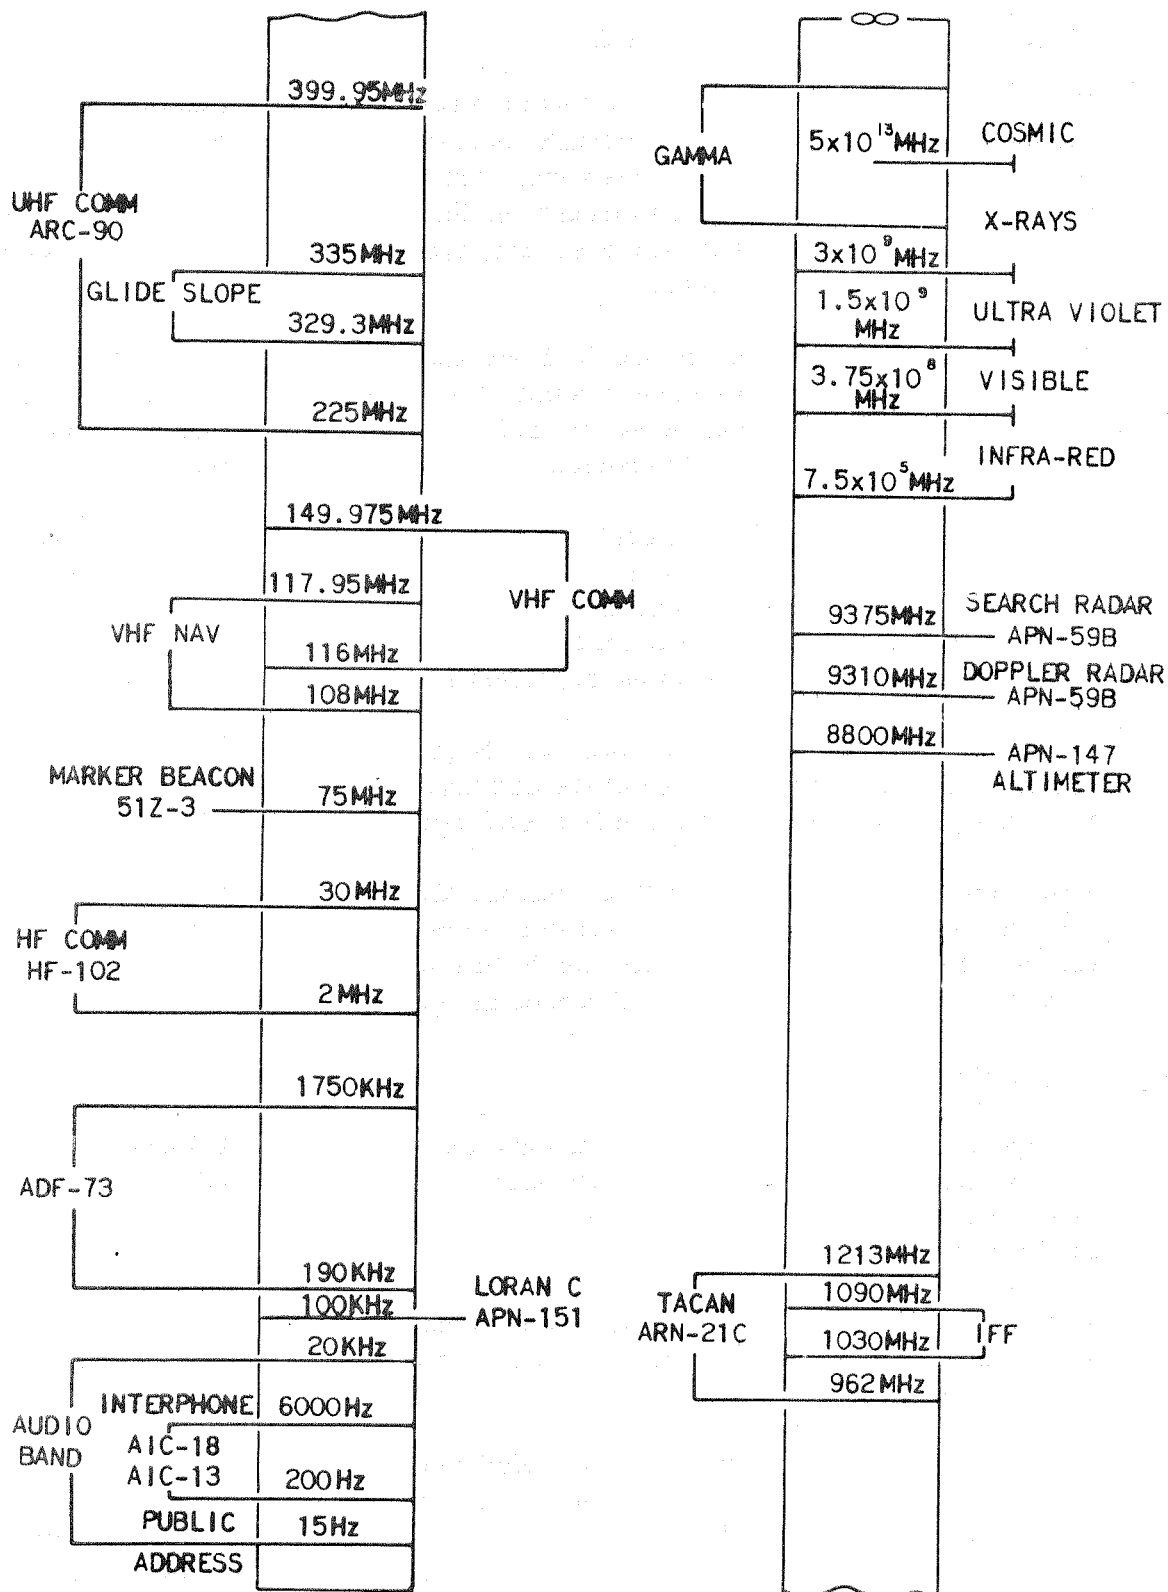 399.95MHz
UHF COMM
ARC-90
335MHz
GLIDE SLOPE
329.3MHz
225MHz
149.975MHz
117.95MHz
VHF COMM
VHF NAV
116MHz
108MHz
MARKER BEACON
51Z-3
75MHz
30MHz
HF COMM
HF-102
2MHz
1750KHz
ADF-73
190KHz
100KHz
LORAN C
APN-151
20KHz
INTERPHONE
6000Hz
AUDIO
BAND
AIC-18
AIC-13
200Hz
PUBLIC
15Hz
ADDRESS
∞
GAMMA
5x10¹³MHz
COSMIC
X-RAYS
3x10⁹MHz
1.5x10⁹
MHz
ULTRA VIOLET
3.75x10⁸
MHz
VISIBLE
INFRA-RED
7.5x10⁵MHz
9375MHz
SEARCH RADAR
APN-59B
9310MHz
DOPPLER RADAR
APN-59B
8800MHz
APN-147
ALTIMETER
1213MHz
1090MHz
TACAN
ARN-21C
IFF
1030MHz
962MHz